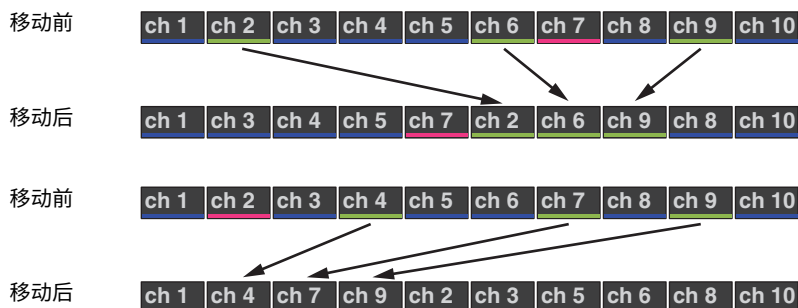 移动前 ch 1 ch 2 ch 3 ch 4 ch 5 ch 6 ch 7 ch 8 ch 9 ch 10
移动后 ch 1 ch 3 ch 4 ch 5 ch 7 ch 2 ch 6 ch 9 ch 8 ch 10
移动前 ch 1 ch 2 ch 3 ch 4 ch 5 ch 6 ch 7 ch 8 ch 9 ch 10
移动后 ch 1 ch 4 ch 7 ch 9 ch 2 ch 3 ch 5 ch 6 ch 8 ch 10